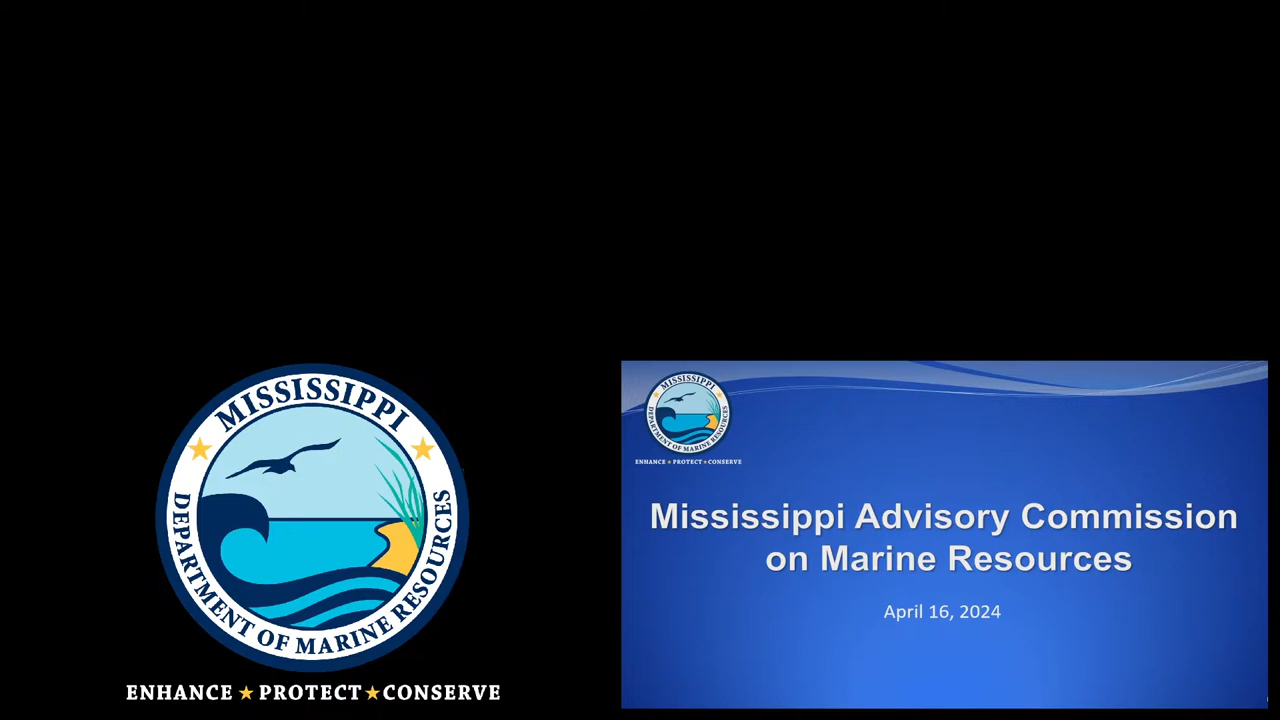 MISSISSIPPI
DEPARTMENT OF MARINE RESOURCES
ENHANCE ★ PROTECT ★ CONSERVE
MISSISSIPPI
DEPARTMENT OF MARINE RESOURCES
ENHANCE ★ PROTECT ★ CONSERVE
Mississippi Advisory Commission
on Marine Resources
April 16, 2024